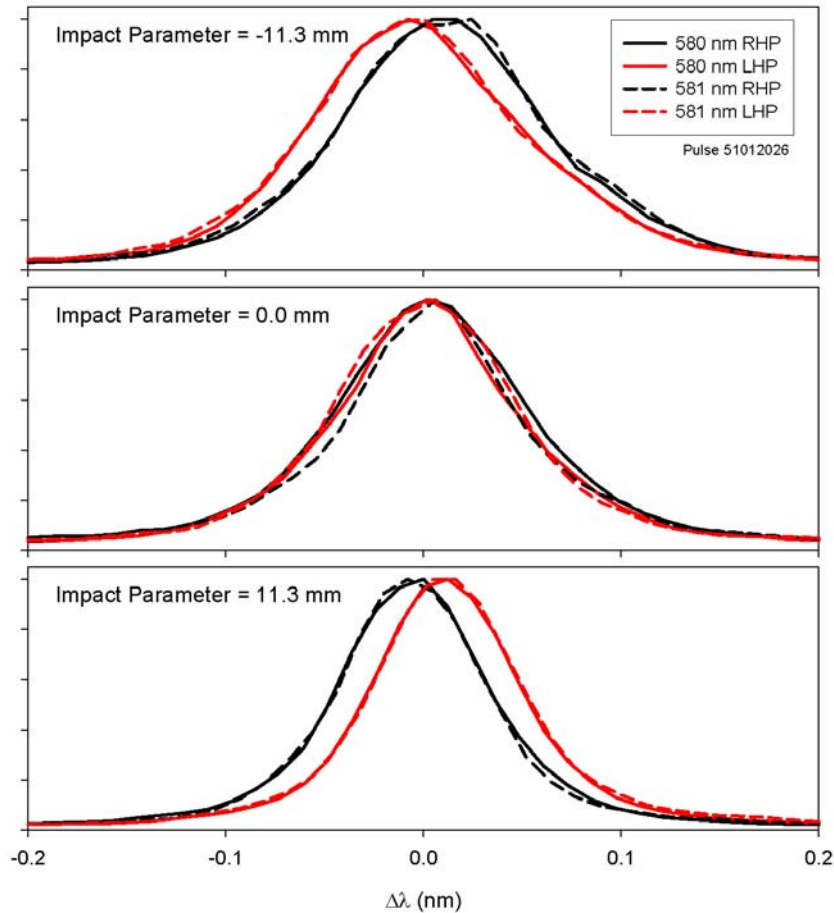 Impact Parameter = -11.3 mm
580 nm RHP
580 nm LHP
581 nm RHP
581 nm LHP
Pulse 51012026
Impact Parameter = 0.0 mm
Impact Parameter = 11.3 mm
-0.2 -0.1 0.0 0.1 0.2
Δλ (nm)